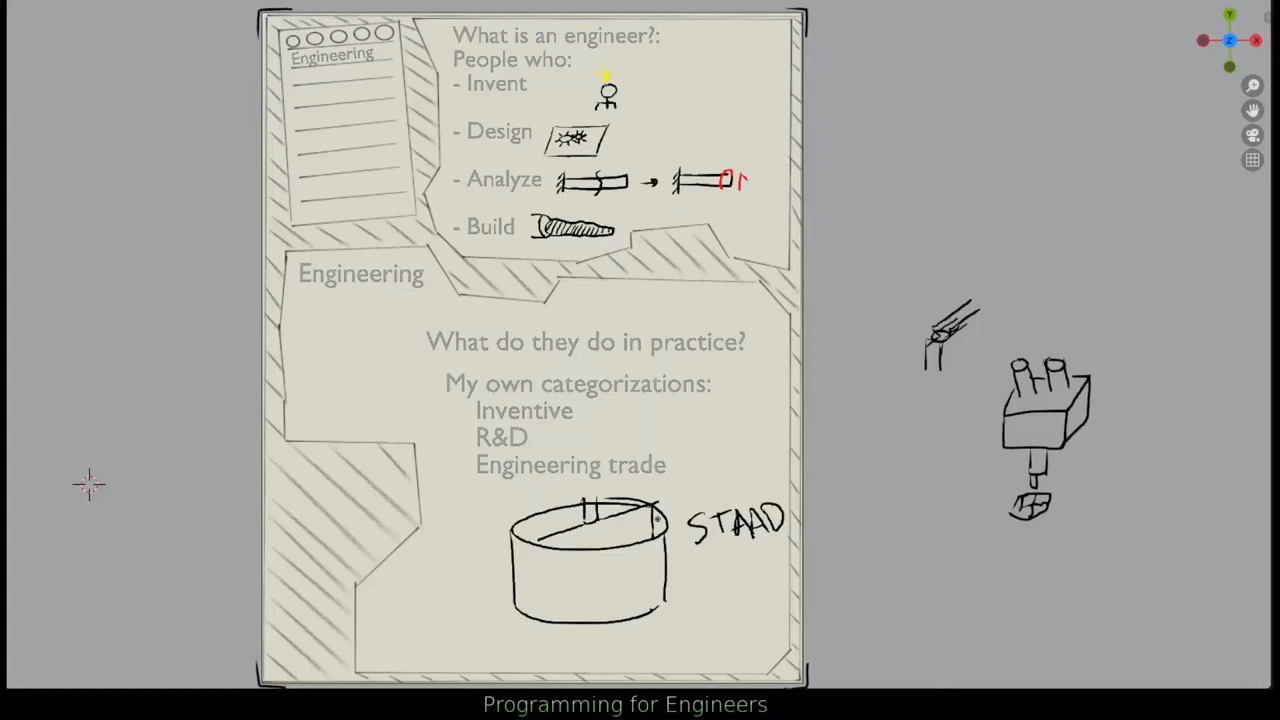 Engineering
What is an engineer?:
People who:
- Invent
- Design
- Analyze
- Build
Engineering
What do they do in practice?
My own categorizations:
Inventive
R&D
Engineering trade
STAAD
Programming for Engineers
Y
Z
X